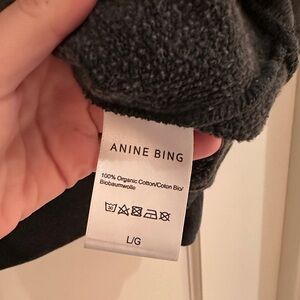 ANINE BING
100% Organic Cotton/Coton Bio/
Biobaumwolle
L/G